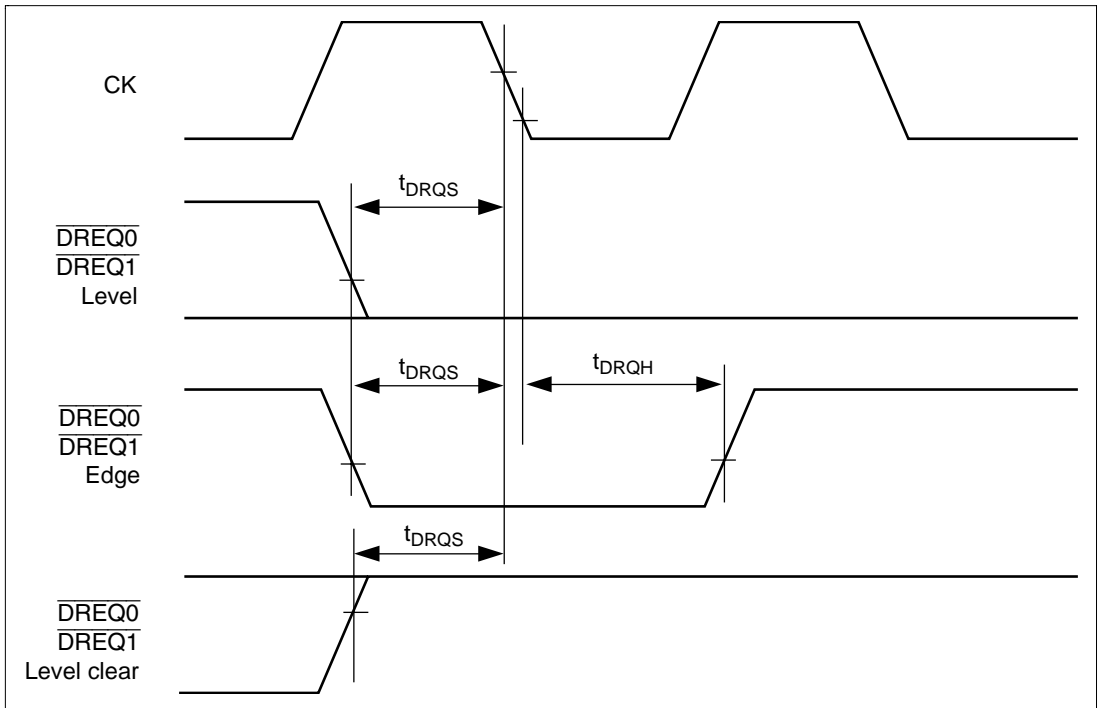 CK
tDRQS
DREQ0
DREQ1
Level
tDRQS
tDRQH
DREQ0
DREQ1
Edge
tDRQS
DREQ0
DREQ1
Level clear